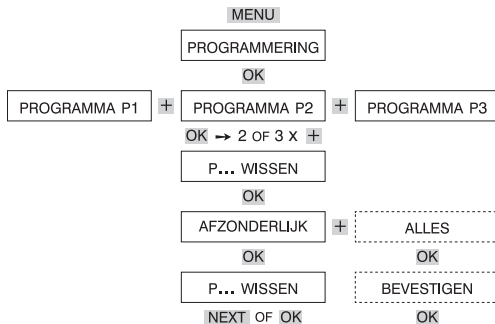 MENU
PROGRAMMERING
OK
PROGRAMMA P1 + PROGRAMMA P2 + PROGRAMMA P3
OK → 2 OF 3 X +
P... WISSEN
OK
AFZONDERLIJK + ALLES
OK OK
P... WISSEN BEVESTIGEN
NEXT OF OK OK